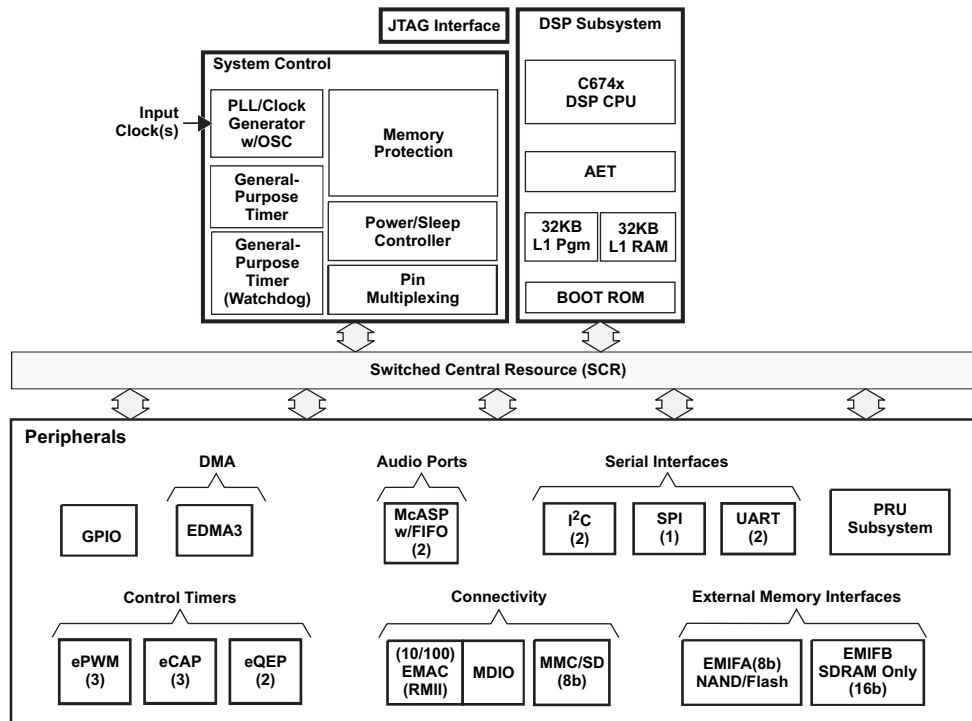 JTAG Interface
DSP Subsystem
System Control
Input
Clock(s)
PLL/Clock
Generator
w/OSC
General-
Purpose
Timer
General-
Purpose
Timer
(Watchdog)
Memory
Protection
Power/Sleep
Controller
Pin
Multiplexing
C674x
DSP CPU
AET
32KB
L1 Pgm
32KB
L1 RAM
BOOT ROM
Switched Central Resource (SCR)
Peripherals
DMA
Audio Ports
Serial Interfaces
GPIO
EDMA3
McASP
w/FIFO
(2)
I²C
(2)
SPI
(1)
UART
(2)
PRU
Subsystem
Control Timers
Connectivity
External Memory Interfaces
ePWM
(3)
eCAP
(3)
eQEP
(2)
(10/100)
EMAC
(RMII)
MDIO
MMC/SD
(8b)
EMIFA(8b)
NAND/Flash
EMIFB
SDRAM Only
(16b)